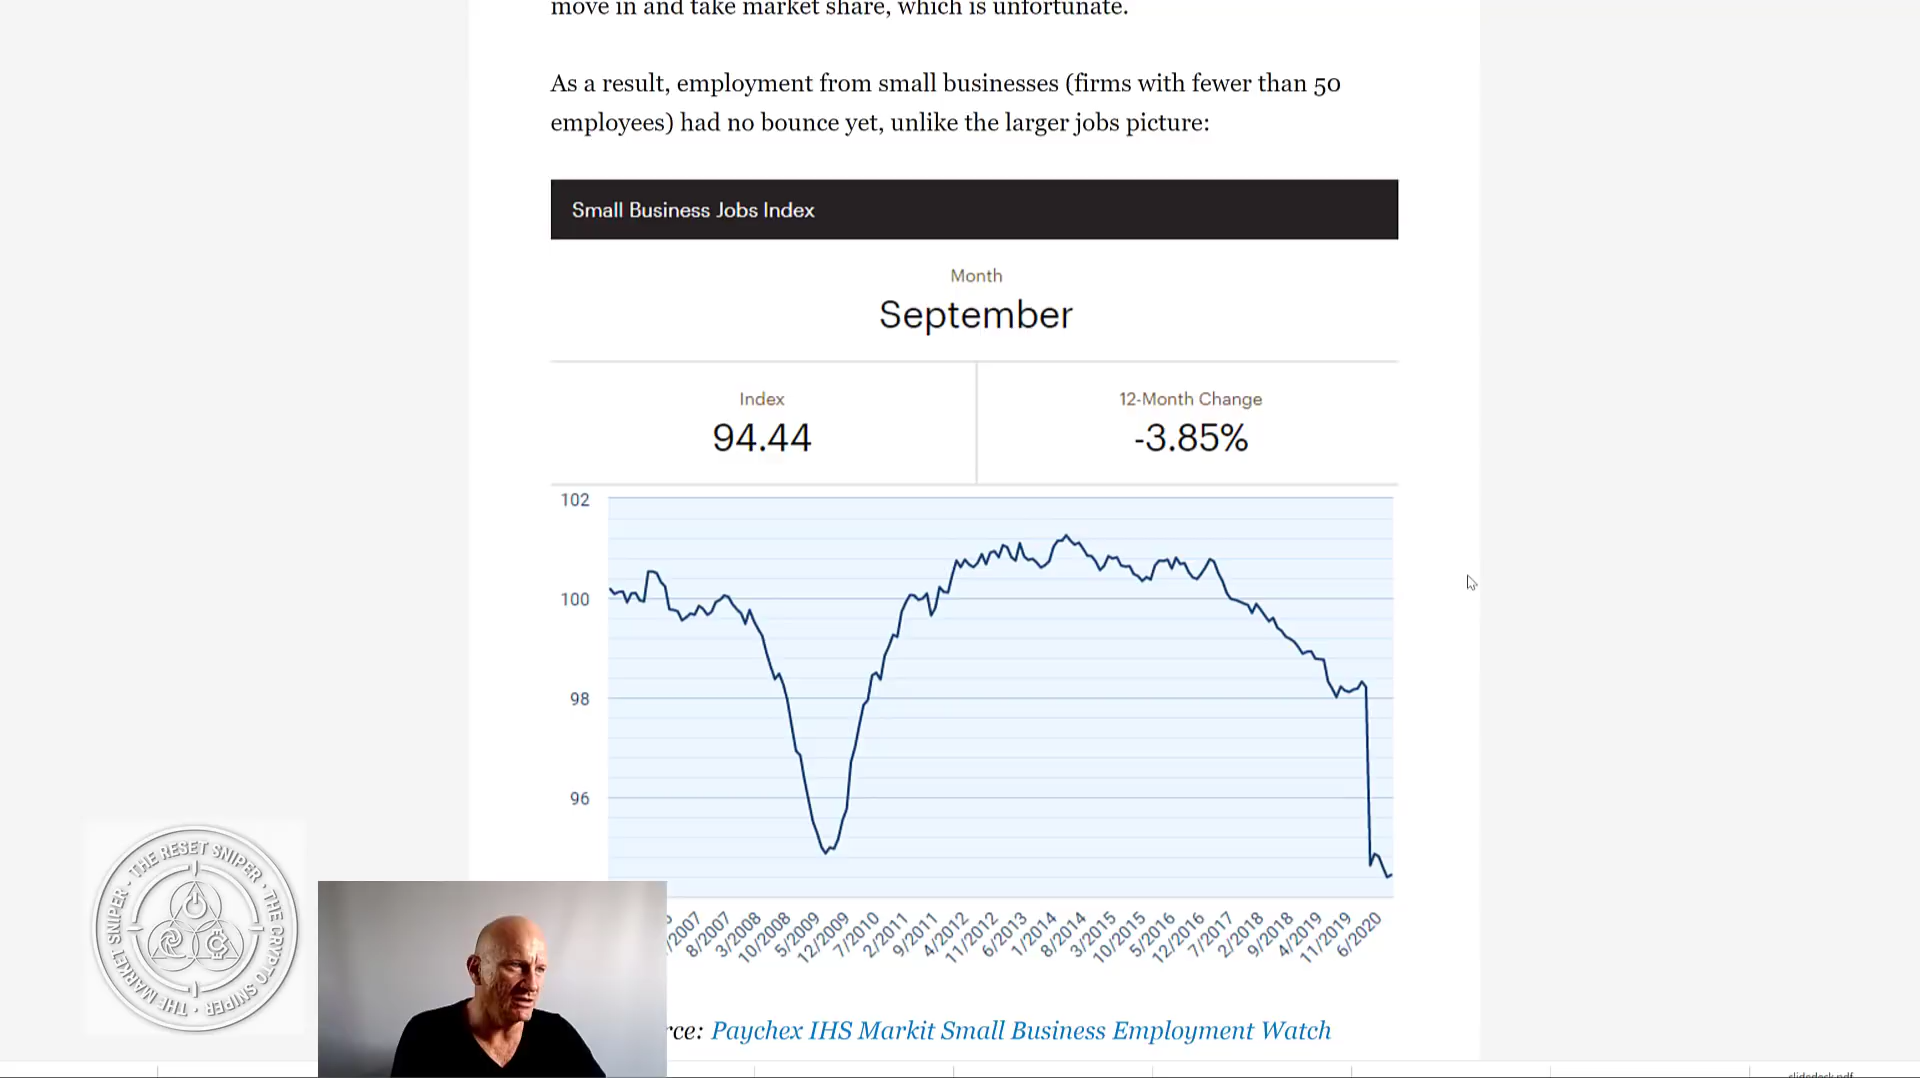 move in and take market share, which is unfortunate.
As a result, employment from small businesses (firms with fewer than 50
employees) had no bounce yet, unlike the larger jobs picture:
Small Business Jobs Index
Month
September
Index
94.44
12-Month Change
-3.85%
102
100
98
96
/2007 8/2007 3/2008 10/2008 5/2009 12/2009 7/2010 2/2011 9/2011 4/2012 11/2012 6/2013 1/2014 8/2014 3/2015 10/2015 5/2016 12/2016 7/2017 2/2018 9/2018 4/2019 11/2019 6/2020
rce: Paychex IHS Markit Small Business Employment Watch
THE RESET SNIPER · THE CRYPTO SNIPER · THE MARKET SNIPER ·
slidedeck.pdf